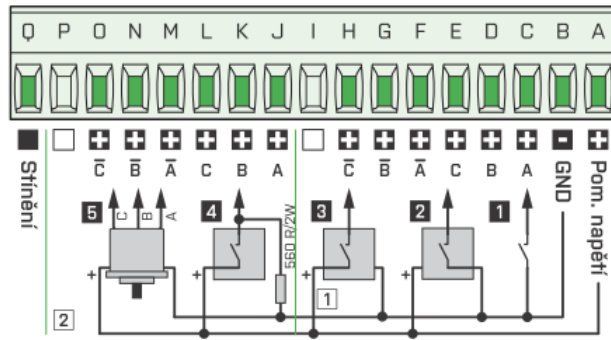 Q P O N M L K J I H G F E D C B A
C̅ B̅ A̅ C B A C̅ B̅ A̅ C B A GND Pom. napětí
Stínění
5 C B A 4 560 R/2W 3 2 1
+ + + +
2 1